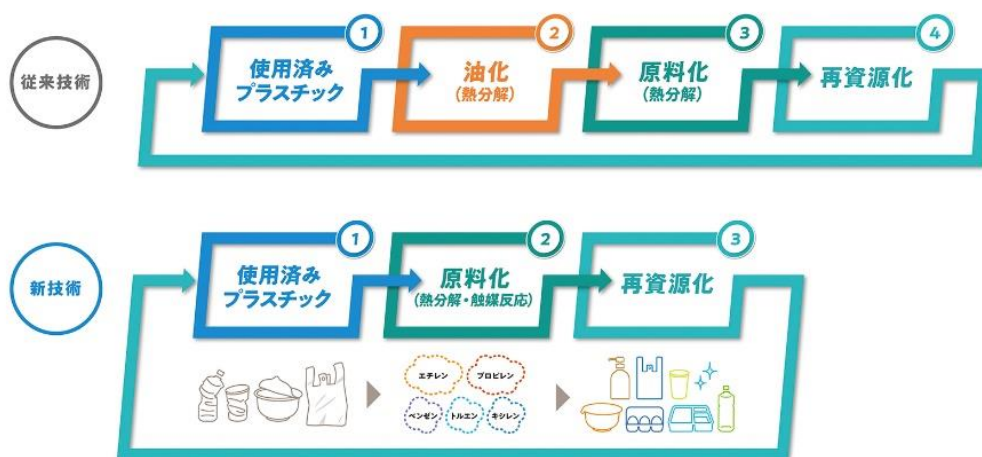 従来技術
1
使用済み
プラスチック
2
油化
(熱分解)
3
原料化
(熱分解)
4
再資源化
新技術
1
使用済み
プラスチック
2
原料化
(熱分解・触媒反応)
3
再資源化
エチレン
プロピレン
ベンゼン
トルエン
キシレン